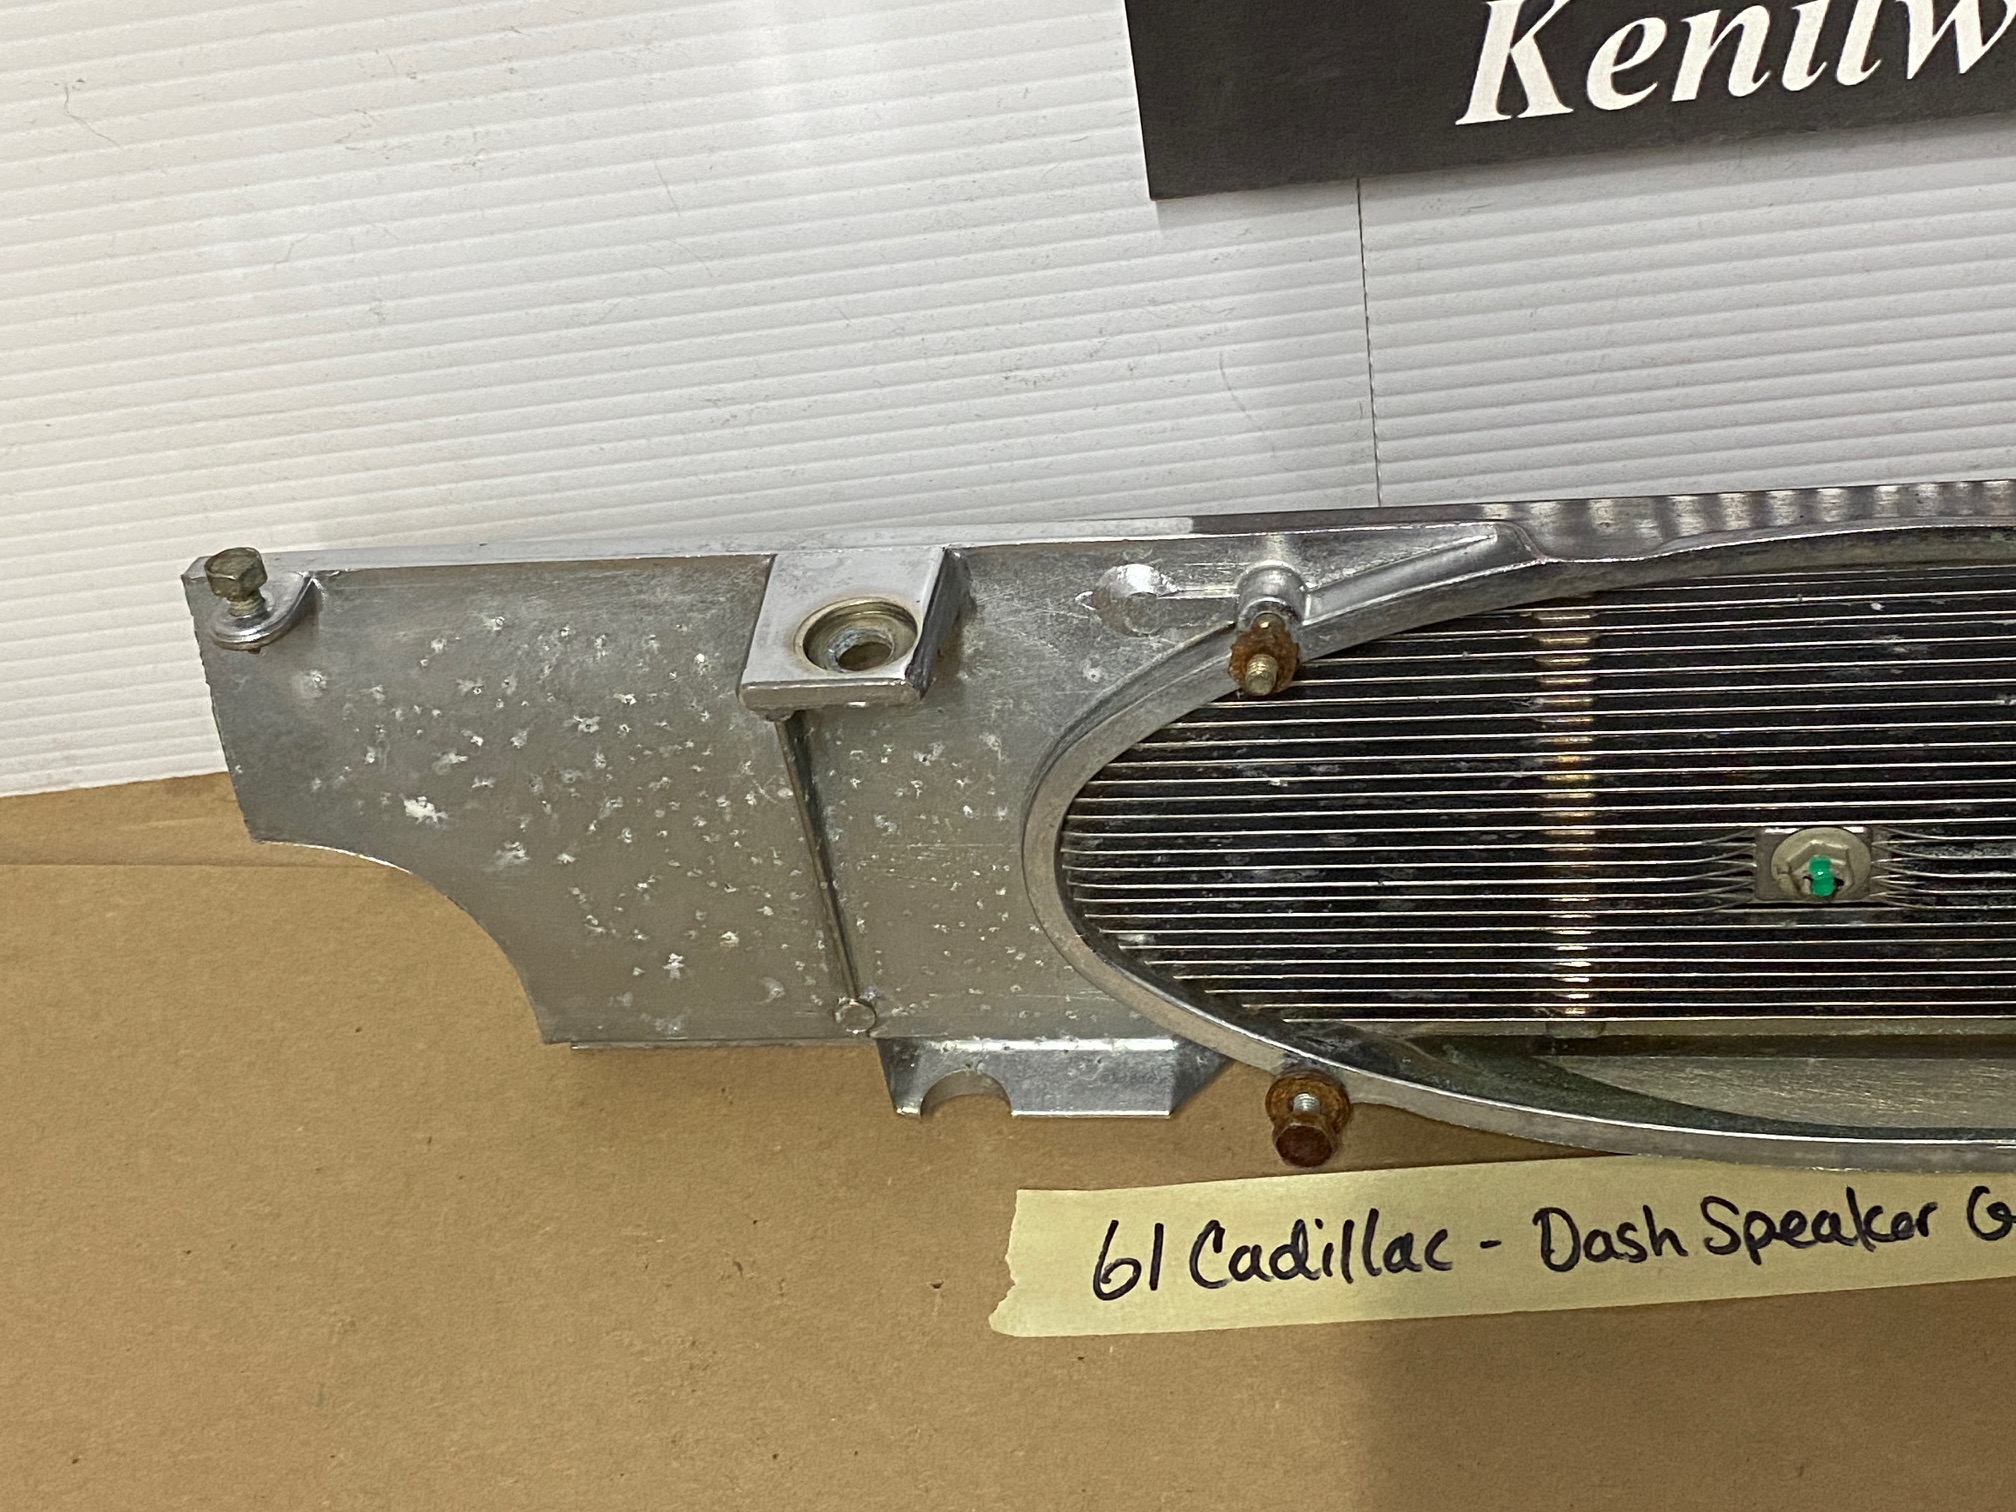 Kenilw
61 Cadillac - Dash Speaker G